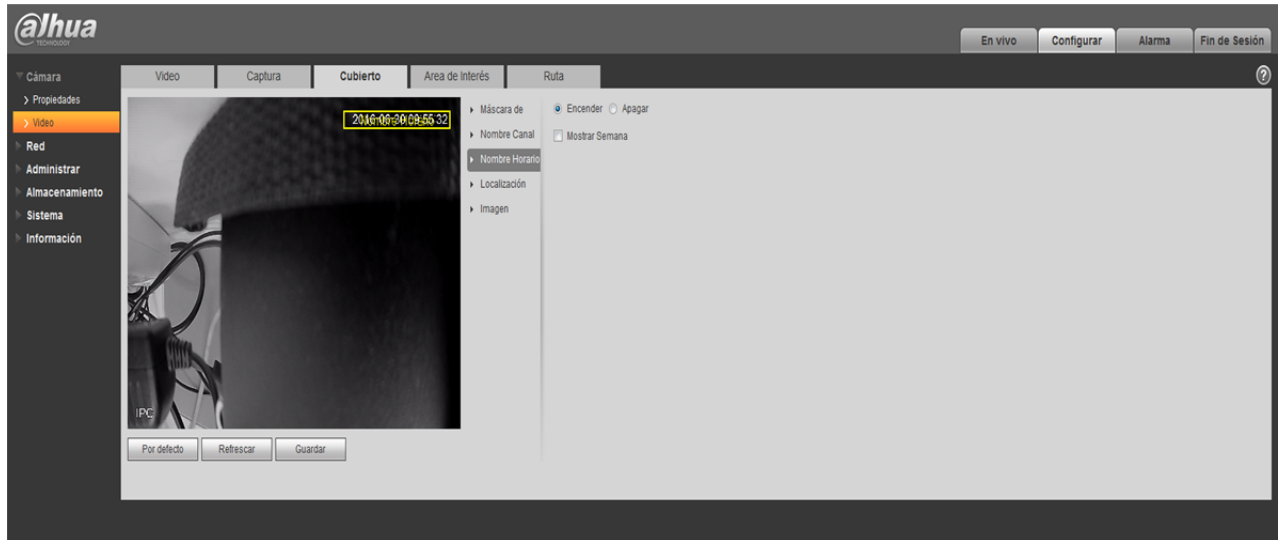 alhua
TECHNOLOGY
En vivo
Configurar
Alarma
Fin de Sesión
Cámara
Propiedades
Video
Red
Administrar
Almacenamiento
Sistema
Información
Video
Captura
Cubierto
Area de Interés
Ruta
?
IPC
Máscara de
Nombre Canal
Nombre Horario
Localización
Imagen
Encender
Apagar
Mostrar Semana
Por defecto
Refrescar
Guardar